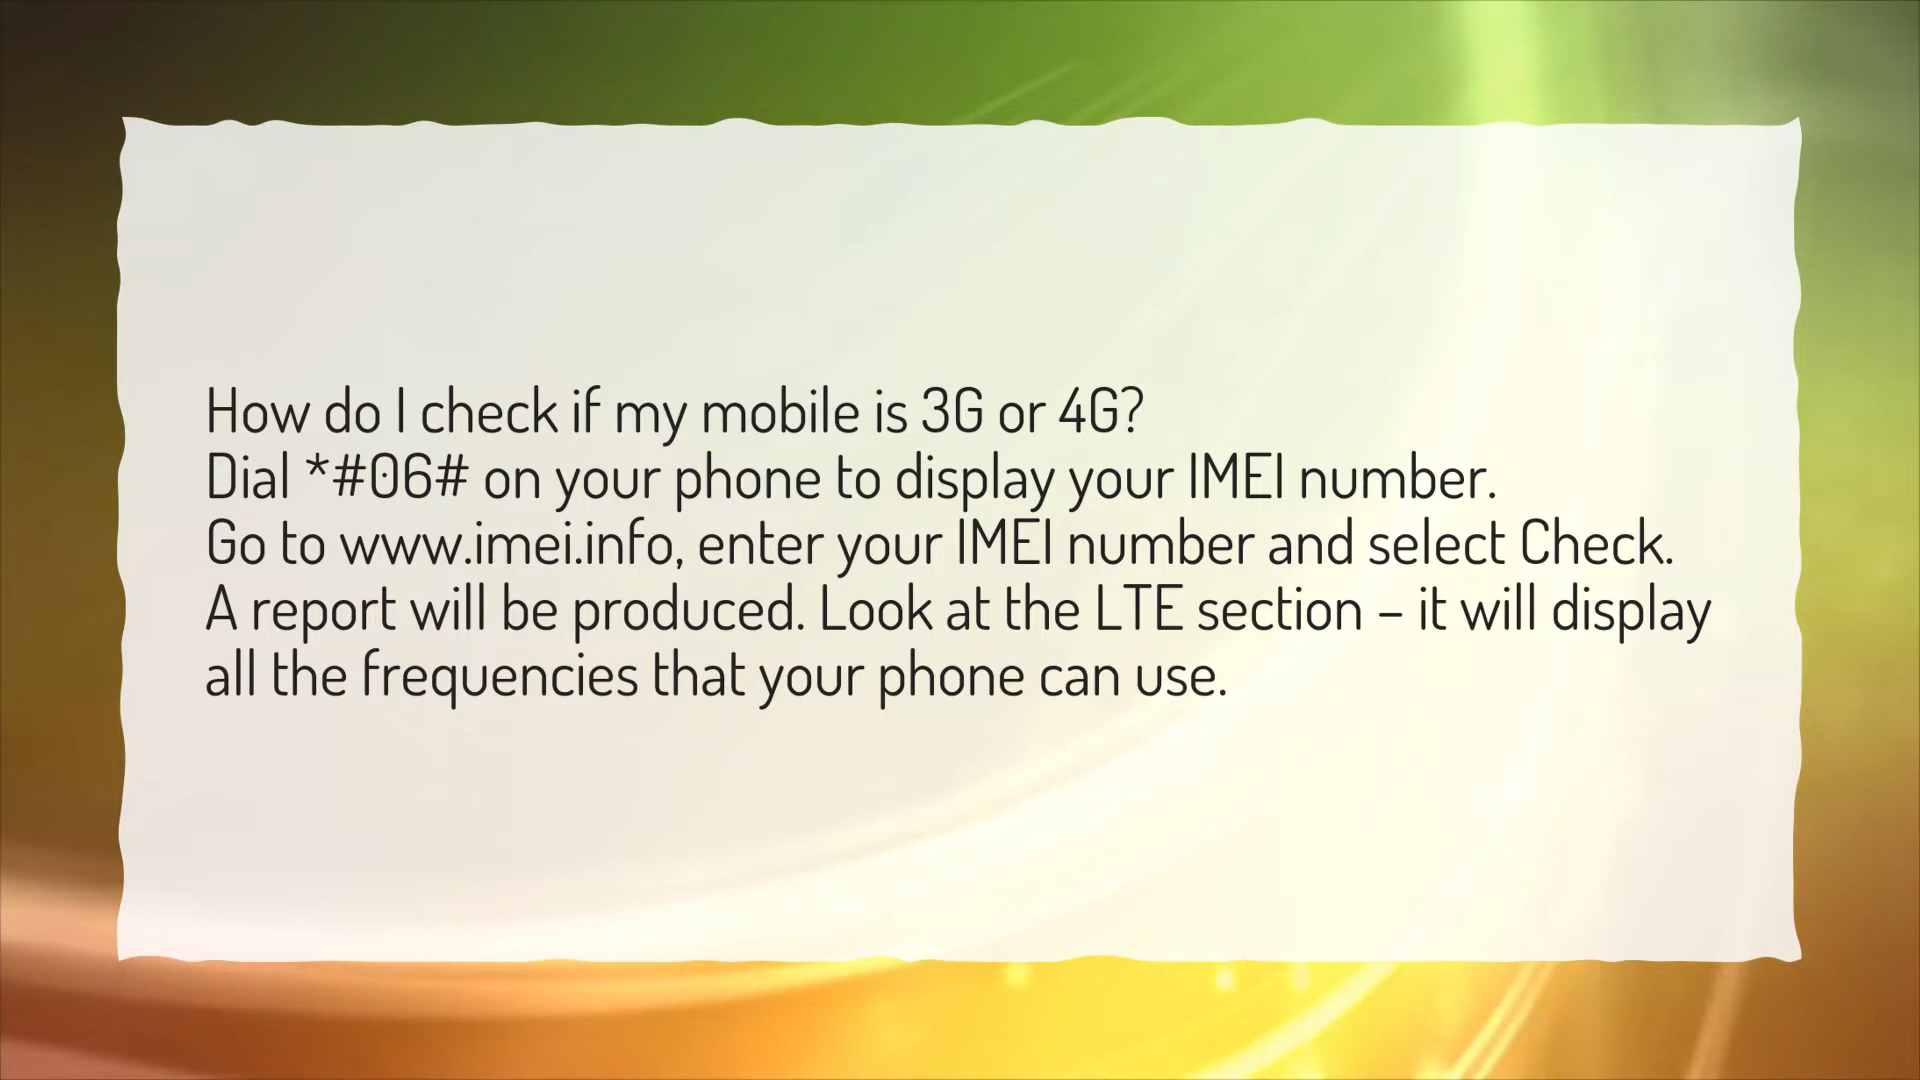 How do I check if my mobile is 3G or 4G?
Dial *#06# on your phone to display your IMEI number.
Go to www.imei.info, enter your IMEI number and select Check.
A report will be produced. Look at the LTE section – it will display
all the frequencies that your phone can use.